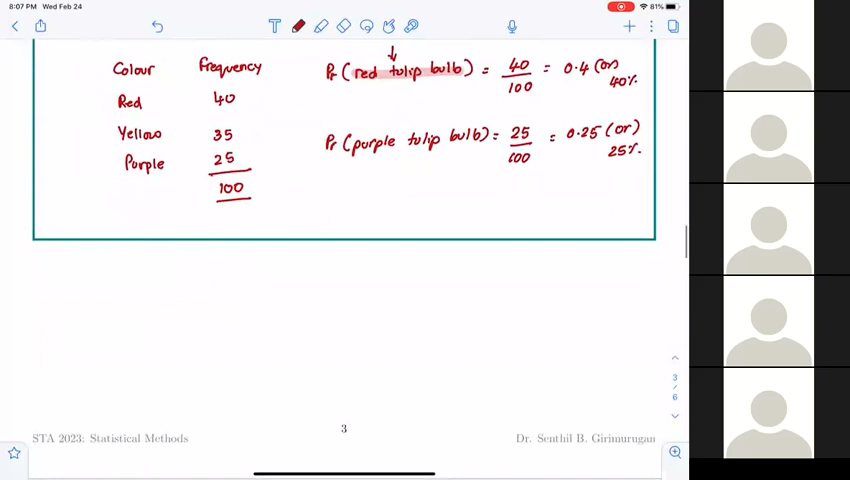 8:07 PM Wed Feb 24
81%
Colour Frequency
Red 40
Yellow 35
Purple 25
100
Pr (red tulip bulb) = 40/100 = 0.4 (or) 40%
Pr (purple tulip bulb) = 25/100 = 0.25 (or) 25%.
3
/
6
3
STA 2023: Statistical Methods
Dr. Senthil B. Girimurugan